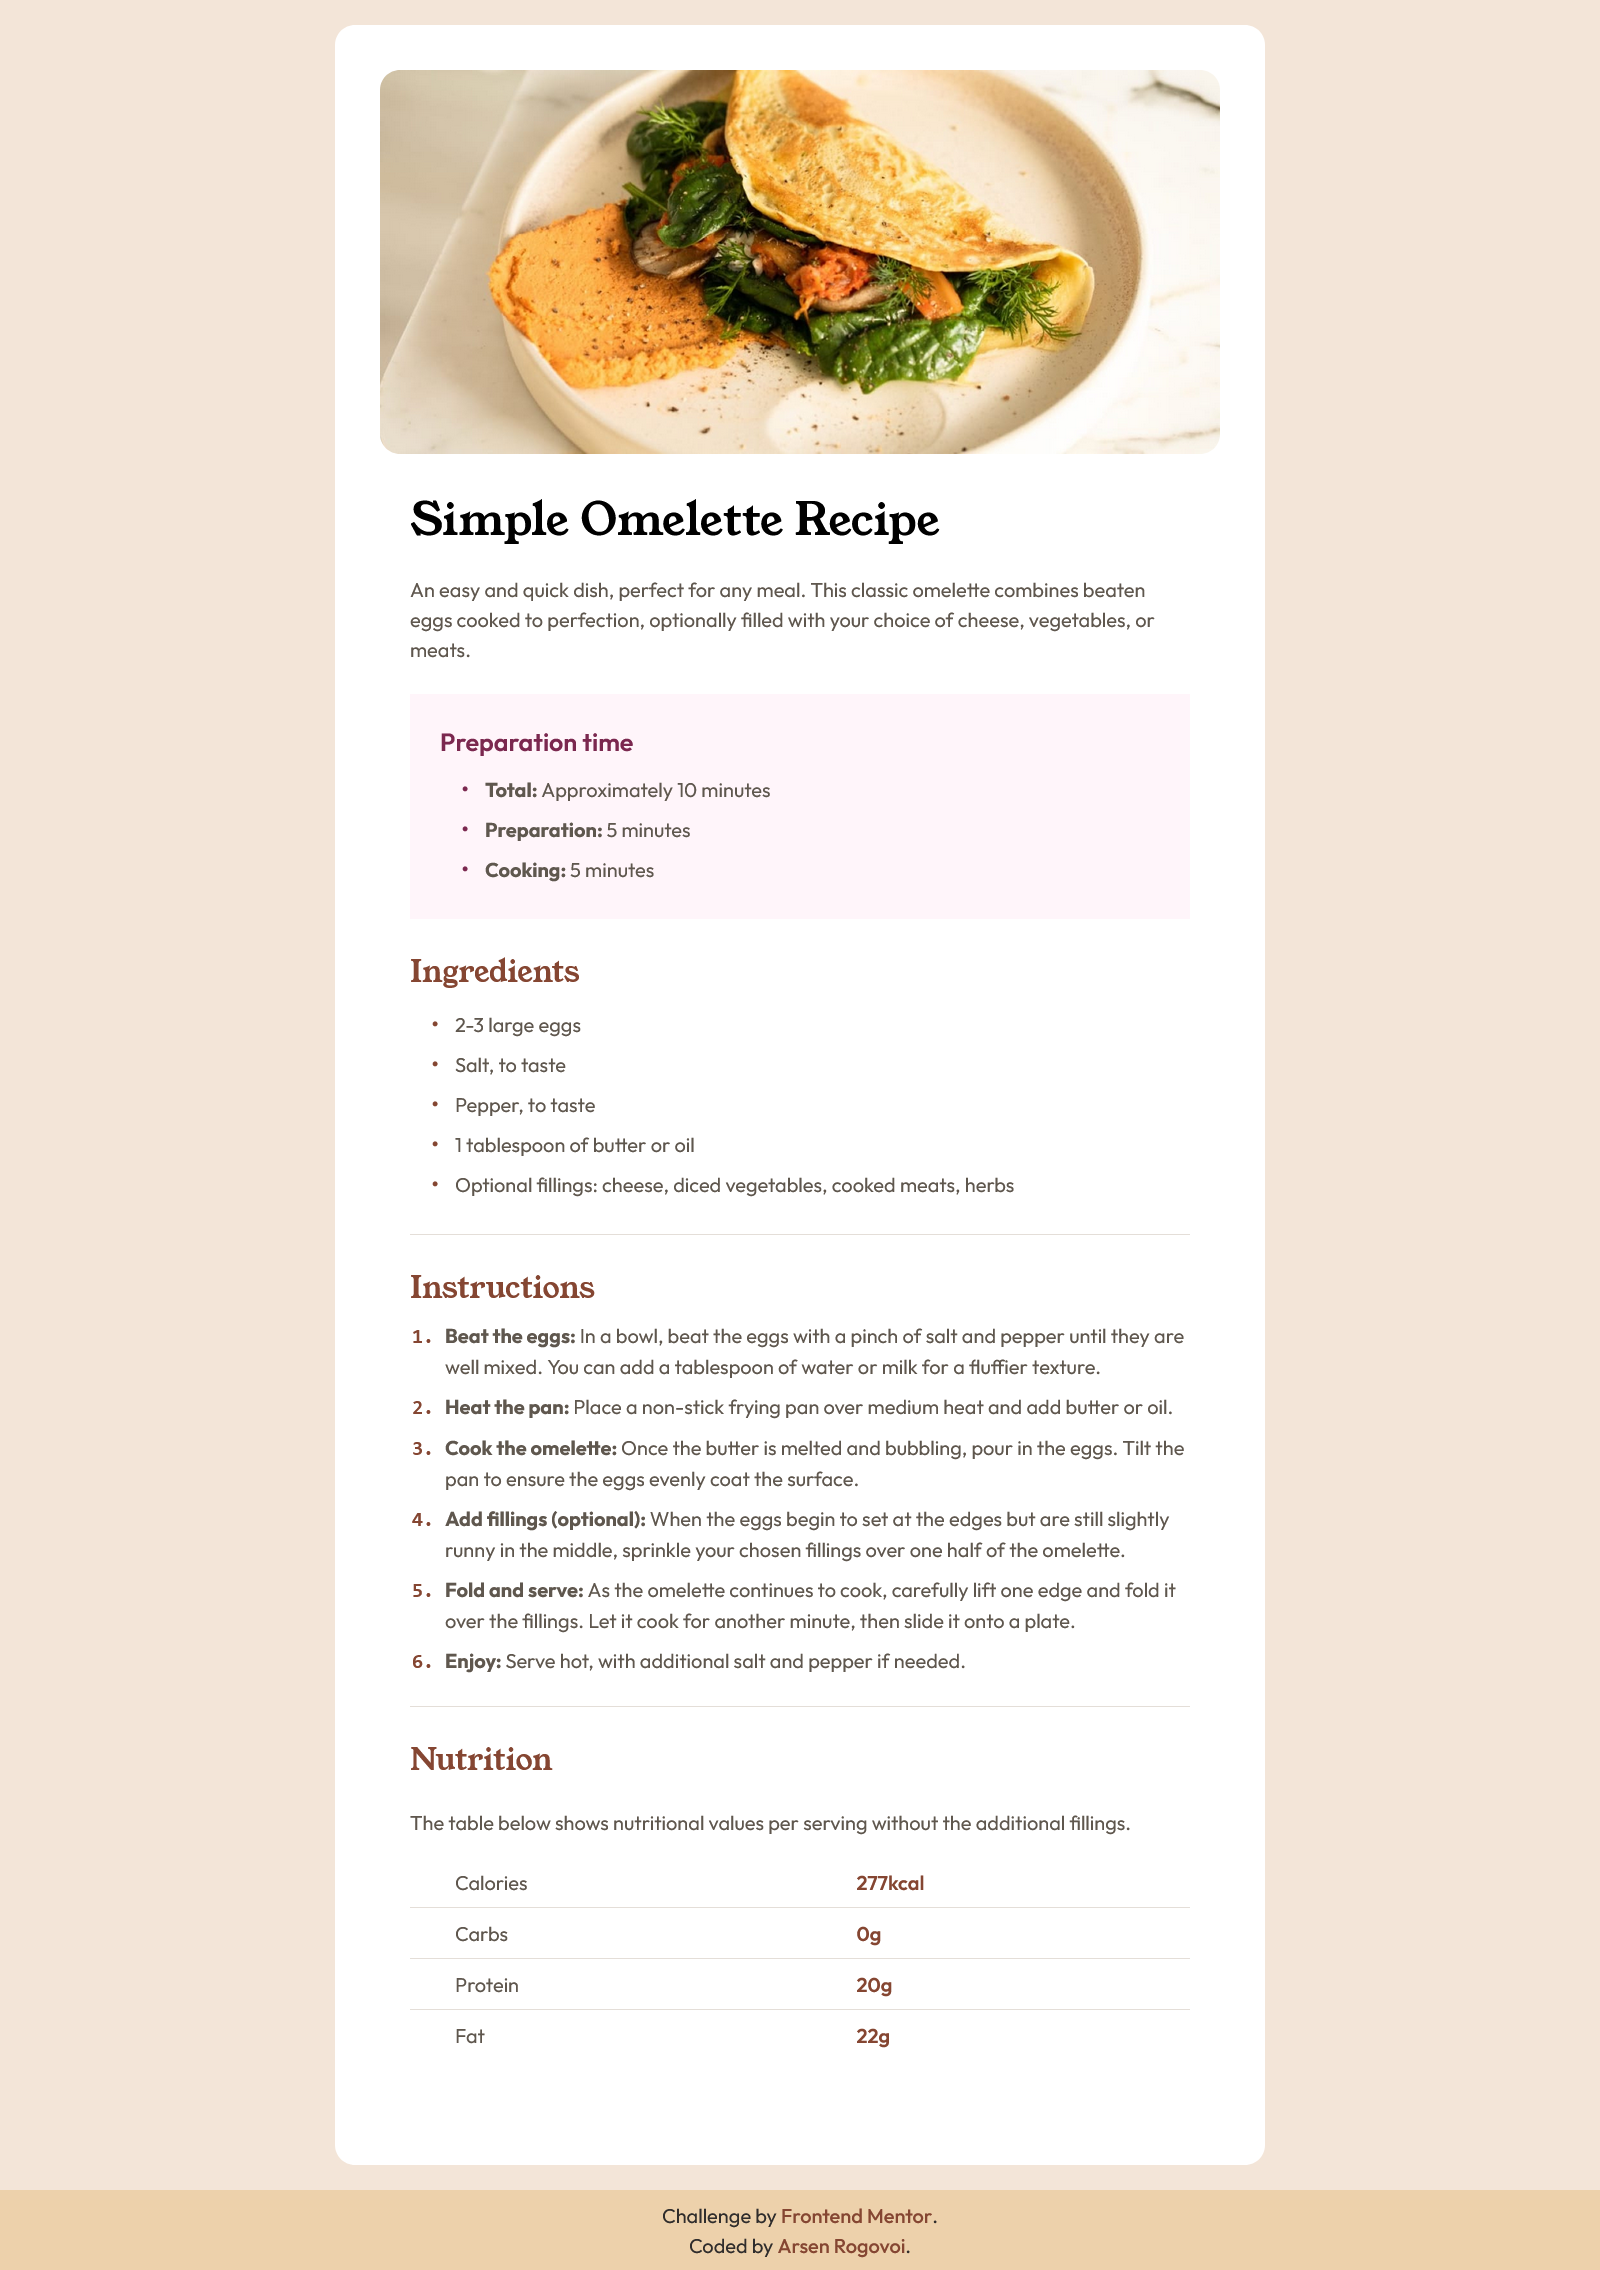 Simple Omelette Recipe
An easy and quick dish, perfect for any meal. This classic omelette combines beaten
eggs cooked to perfection, optionally filled with your choice of cheese, vegetables, or
meats.
Preparation time
• Total: Approximately 10 minutes
• Preparation: 5 minutes
• Cooking: 5 minutes
Ingredients
• 2-3 large eggs
• Salt, to taste
• Pepper, to taste
• 1 tablespoon of butter or oil
• Optional fillings: cheese, diced vegetables, cooked meats, herbs
Instructions
1. Beat the eggs: In a bowl, beat the eggs with a pinch of salt and pepper until they are
well mixed. You can add a tablespoon of water or milk for a fluffier texture.
2. Heat the pan: Place a non-stick frying pan over medium heat and add butter or oil.
3. Cook the omelette: Once the butter is melted and bubbling, pour in the eggs. Tilt the
pan to ensure the eggs evenly coat the surface.
4. Add fillings (optional): When the eggs begin to set at the edges but are still slightly
runny in the middle, sprinkle your chosen fillings over one half of the omelette.
5. Fold and serve: As the omelette continues to cook, carefully lift one edge and fold it
over the fillings. Let it cook for another minute, then slide it onto a plate.
6. Enjoy: Serve hot, with additional salt and pepper if needed.
Nutrition
The table below shows nutritional values per serving without the additional fillings.
Calories 277kcal
Carbs 0g
Protein 20g
Fat 22g
Challenge by Frontend Mentor.
Coded by Arsen Rogovoi.